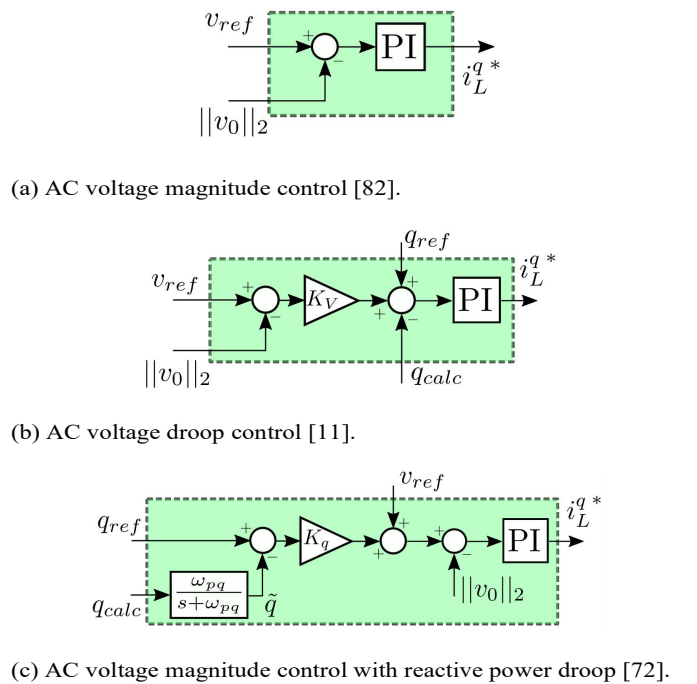 v_ref
+
−
PI
i_L^q *
||v_0||_2
(a) AC voltage magnitude control [82].
q_ref
v_ref
+
−
K_V
+
+
−
PI
i_L^q *
||v_0||_2
q_calc
(b) AC voltage droop control [11].
v_ref
q_ref
+
−
K_q
+
+
+
−
PI
i_L^q *
q_calc
ω_pq
s+ω_pq
q̃
||v_0||_2
(c) AC voltage magnitude control with reactive power droop [72].